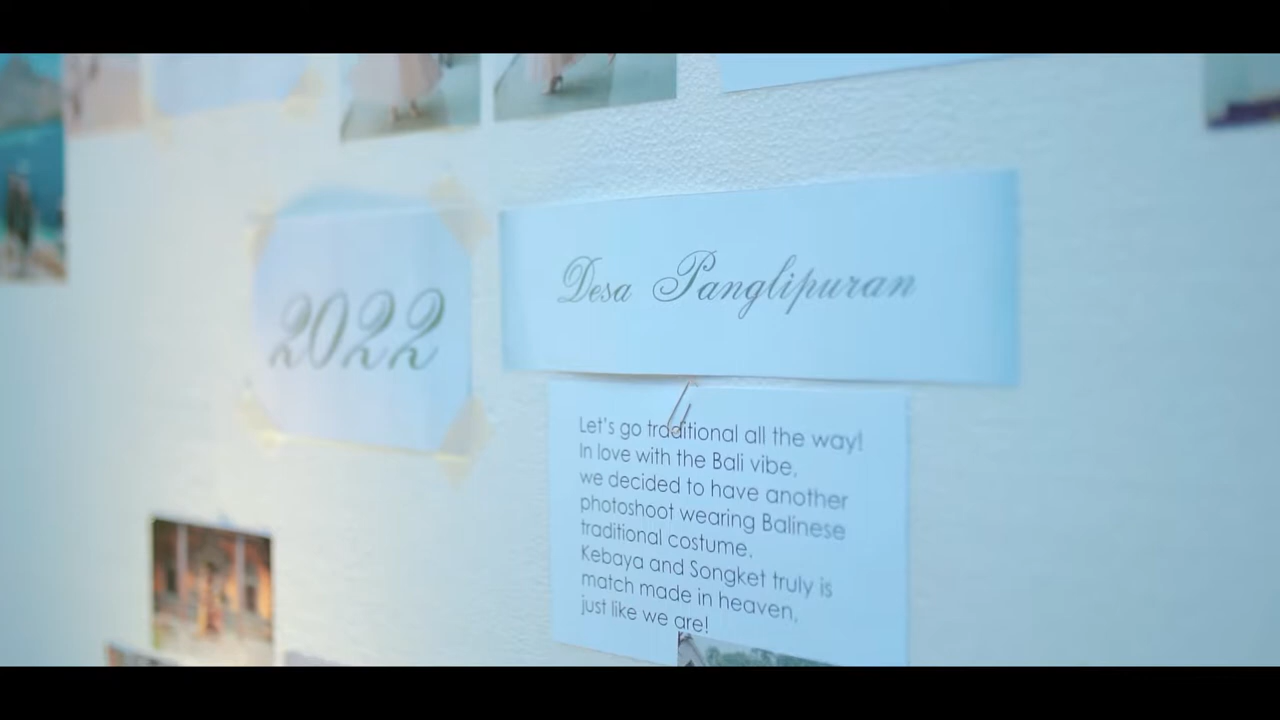 2022
Desa Panglipuran
Let's go traditional all the way!
In love with the Bali vibe,
we decided to have another
photoshoot wearing Balinese
traditional costume.
Kebaya and Songket truly is
match made in heaven,
just like we are!